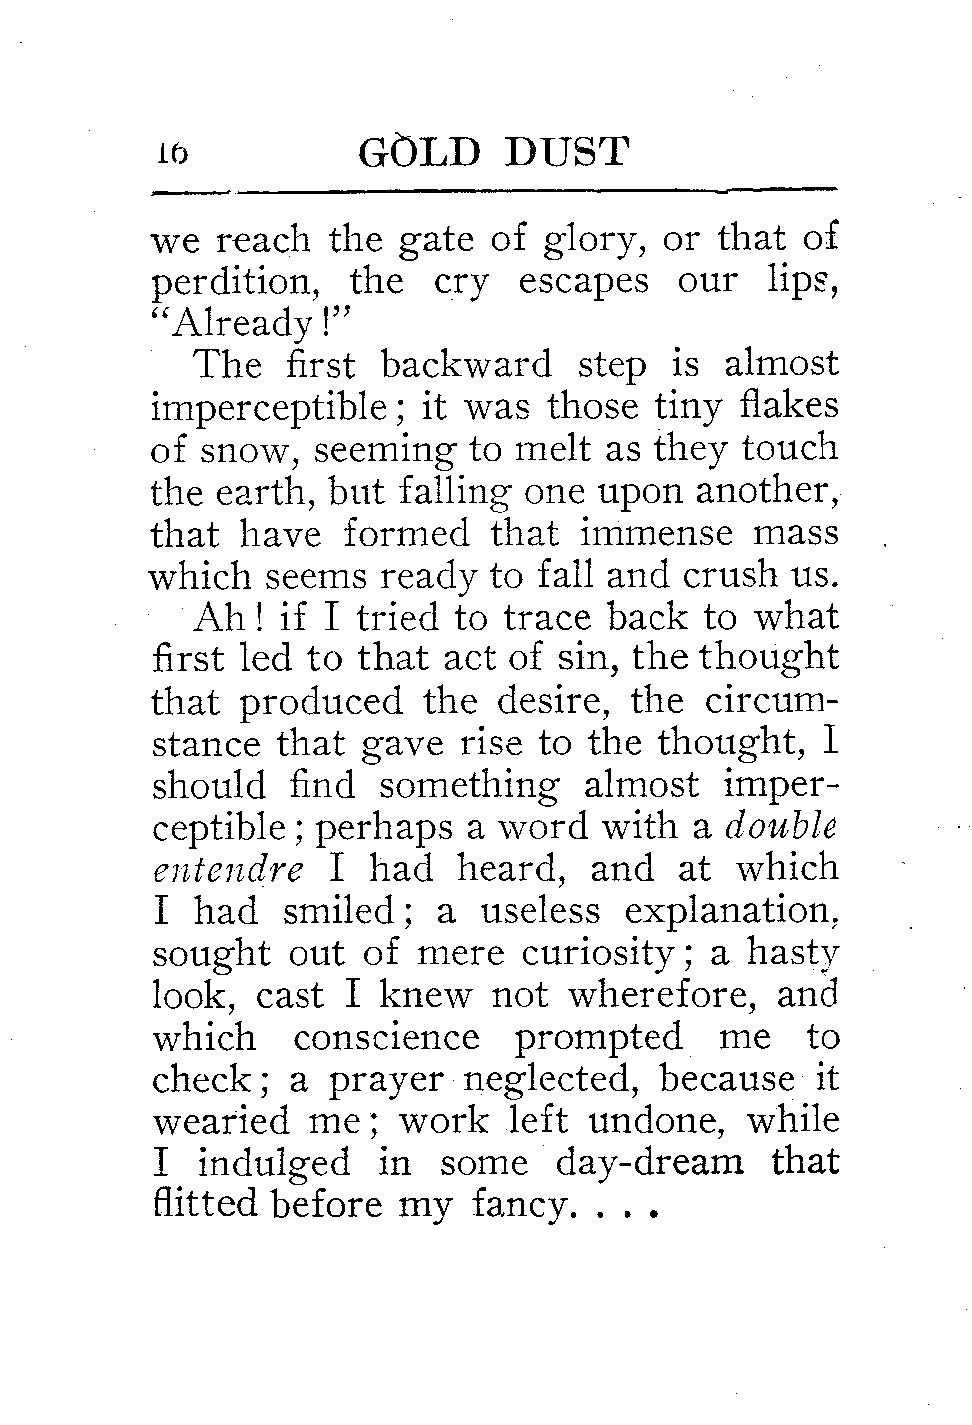 16 GOLD DUST
we reach the gate of glory, or that of
perdition, the cry escapes our lips,
“Already!”
The first backward step is almost
imperceptible; it was those tiny flakes
of snow, seeming to melt as they touch
the earth, but falling one upon another,
that have formed that immense mass
which seems ready to fall and crush us.
Ah! if I tried to trace back to what
first led to that act of sin, the thought
that produced the desire, the circum-
stance that gave rise to the thought, I
should find something almost imper-
ceptible; perhaps a word with a double
entendre I had heard, and at which
I had smiled; a useless explanation,
sought out of mere curiosity; a hasty
look, cast I knew not wherefore, and
which conscience prompted me to
check; a prayer neglected, because it
wearied me; work left undone, while
I indulged in some day-dream that
flitted before my fancy. . . .